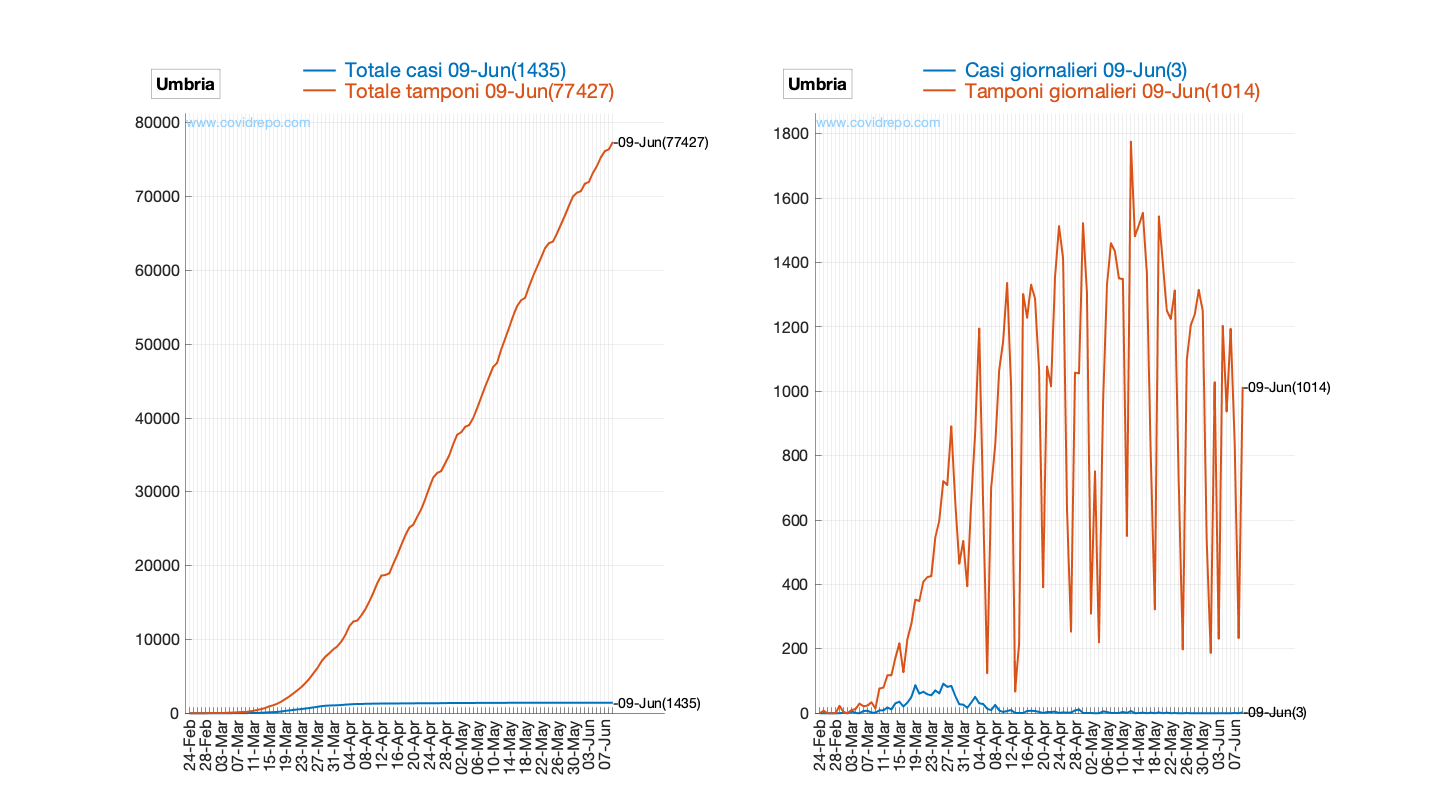 Umbria
Totale casi 09-Jun(1435)
Totale tamponi 09-Jun(77427)
www.covidrepo.com
80000
70000
60000
50000
40000
30000
20000
10000
0
09-Jun(77427)
09-Jun(1435)
24-Feb
28-Feb
03-Mar
07-Mar
11-Mar
15-Mar
19-Mar
23-Mar
27-Mar
31-Mar
04-Apr
08-Apr
12-Apr
16-Apr
20-Apr
24-Apr
28-Apr
02-May
06-May
10-May
14-May
18-May
22-May
26-May
30-May
03-Jun
07-Jun
Umbria
Casi giornalieri 09-Jun(3)
Tamponi giornalieri 09-Jun(1014)
www.covidrepo.com
1800
1600
1400
1200
1000
800
600
400
200
0
09-Jun(1014)
09-Jun(3)
24-Feb
28-Feb
03-Mar
07-Mar
11-Mar
15-Mar
19-Mar
23-Mar
27-Mar
31-Mar
04-Apr
08-Apr
12-Apr
16-Apr
20-Apr
24-Apr
28-Apr
02-May
06-May
10-May
14-May
18-May
22-May
26-May
30-May
03-Jun
07-Jun